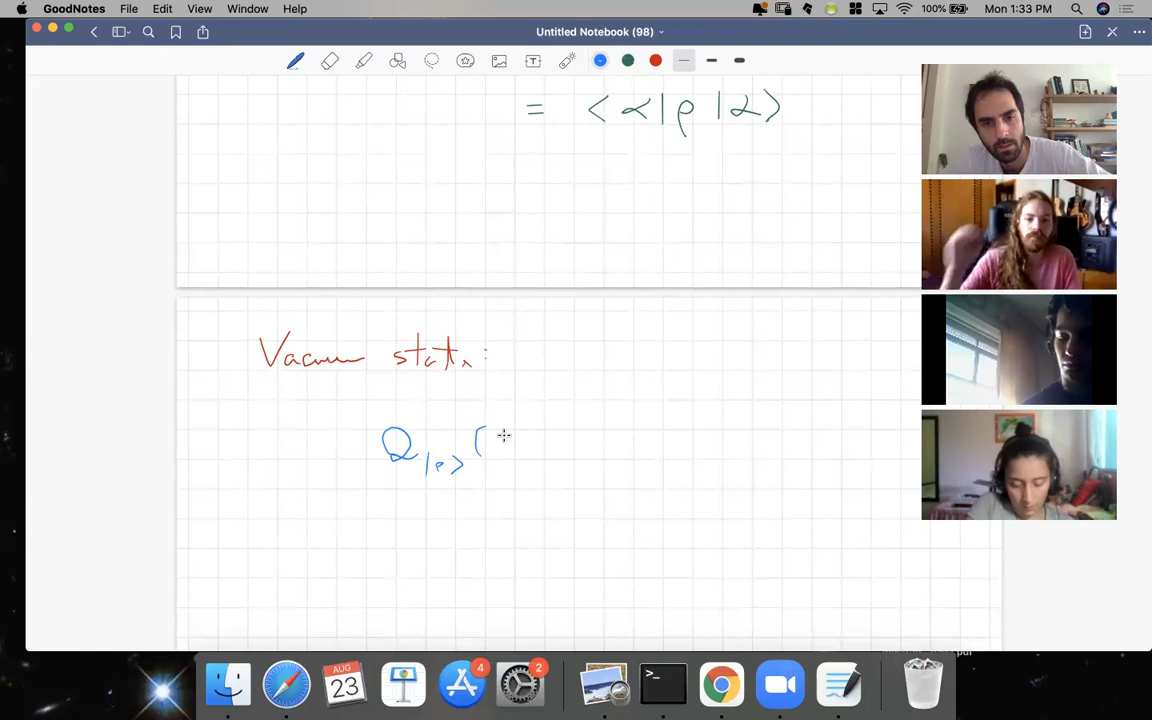 GoodNotes File Edit View Window Help 100% Mon 1:33 PM
Untitled Notebook (98)
= < α | ρ | α >
Vacuum state:
Q |0> (
4
2
AUG
23
>_
pdf